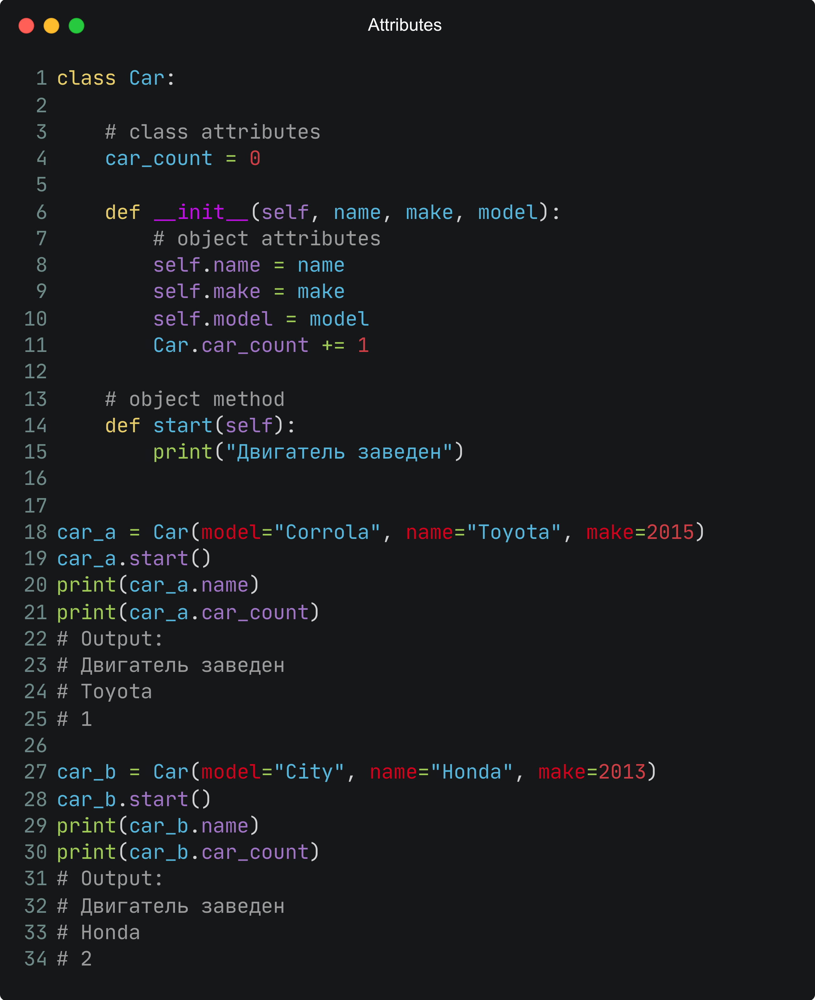 Attributes
1 class Car:
2
3     # class attributes
4     car_count = 0
5
6     def __init__(self, name, make, model):
7         # object attributes
8         self.name = name
9         self.make = make
10         self.model = model
11         Car.car_count += 1
12
13     # object method
14     def start(self):
15         print("Двигатель заведен")
16
17
18 car_a = Car(model="Corrola", name="Toyota", make=2015)
19 car_a.start()
20 print(car_a.name)
21 print(car_a.car_count)
22 # Output:
23 # Двигатель заведен
24 # Toyota
25 # 1
26
27 car_b = Car(model="City", name="Honda", make=2013)
28 car_b.start()
29 print(car_b.name)
30 print(car_b.car_count)
31 # Output:
32 # Двигатель заведен
33 # Honda
34 # 2